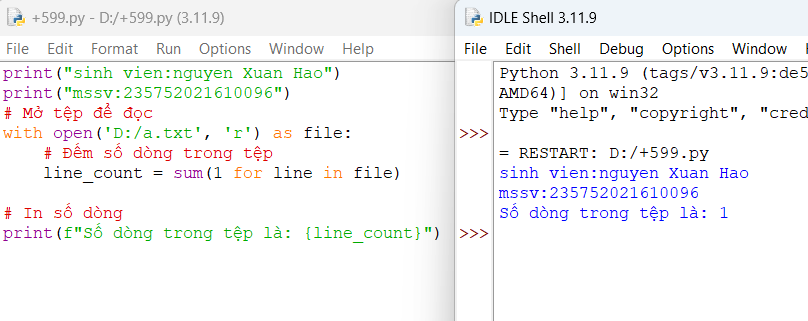 +599.py - D:/+599.py (3.11.9)
File Edit Format Run Options Window Help
print("sinh vien:nguyen Xuan Hao")
print("mssv:235752021610096")
# Mở tệp để đọc
with open('D:/a.txt', 'r') as file:
    # Đếm số dòng trong tệp
    line_count = sum(1 for line in file)
# In số dòng
print(f"Số dòng trong tệp là: {line_count}")
IDLE Shell 3.11.9
File Edit Shell Debug Options Window
Python 3.11.9 (tags/v3.11.9:de5
AMD64)] on win32
Type "help", "copyright", "cred
>>>
= RESTART: D:/+599.py
sinh vien:nguyen Xuan Hao
mssv:235752021610096
Số dòng trong tệp là: 1
>>>